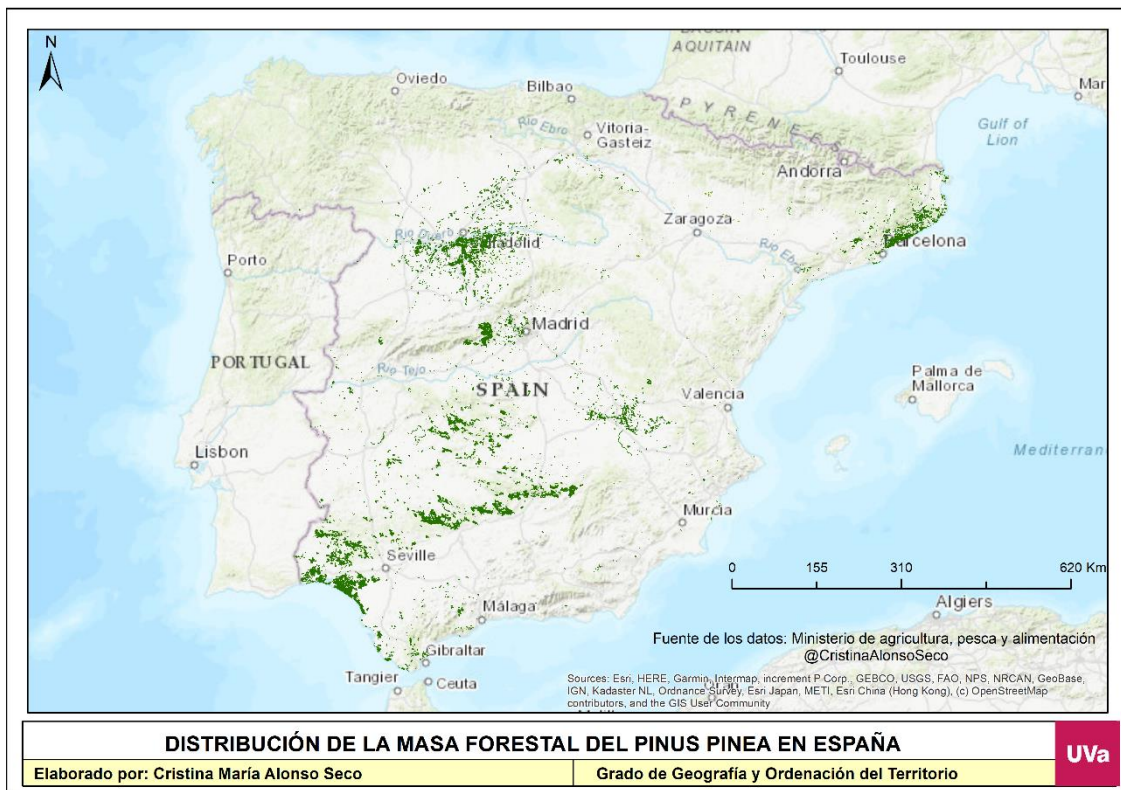 N
BASSIN
AQUITAIN
Toulouse
Mar
Oviedo
Bilbao
PYRENEES
Río Ebro
Vitoria-
Gasteiz
Gulf of
Lion
Andorra
Zaragoza
Río Duero
Valladolid
Barcelona
Río Ebro
Porto
Madrid
PORTUGAL
Río Tejo
SPAIN
Valencia
Palma de
Mallorca
Lisbon
Mediterran
Murcia
Seville
0 155 310 620 Km
Málaga
Algiers
Fuente de los datos: Ministerio de agricultura, pesca y alimentación
@CristinaAlonsoSeco
Gibraltar
Tangier
Ceuta
Oran
Sources: Esri, HERE, Garmin, Intermap, increment P Corp., GEBCO, USGS, FAO, NPS, NRCAN, GeoBase,
IGN, Kadaster NL, Ordnance Survey, Esri Japan, METI, Esri China (Hong Kong), (c) OpenStreetMap
contributors, and the GIS User Community
DISTRIBUCIÓN DE LA MASA FORESTAL DEL PINUS PINEA EN ESPAÑA
UVa
Elaborado por: Cristina María Alonso Seco
Grado de Geografía y Ordenación del Territorio